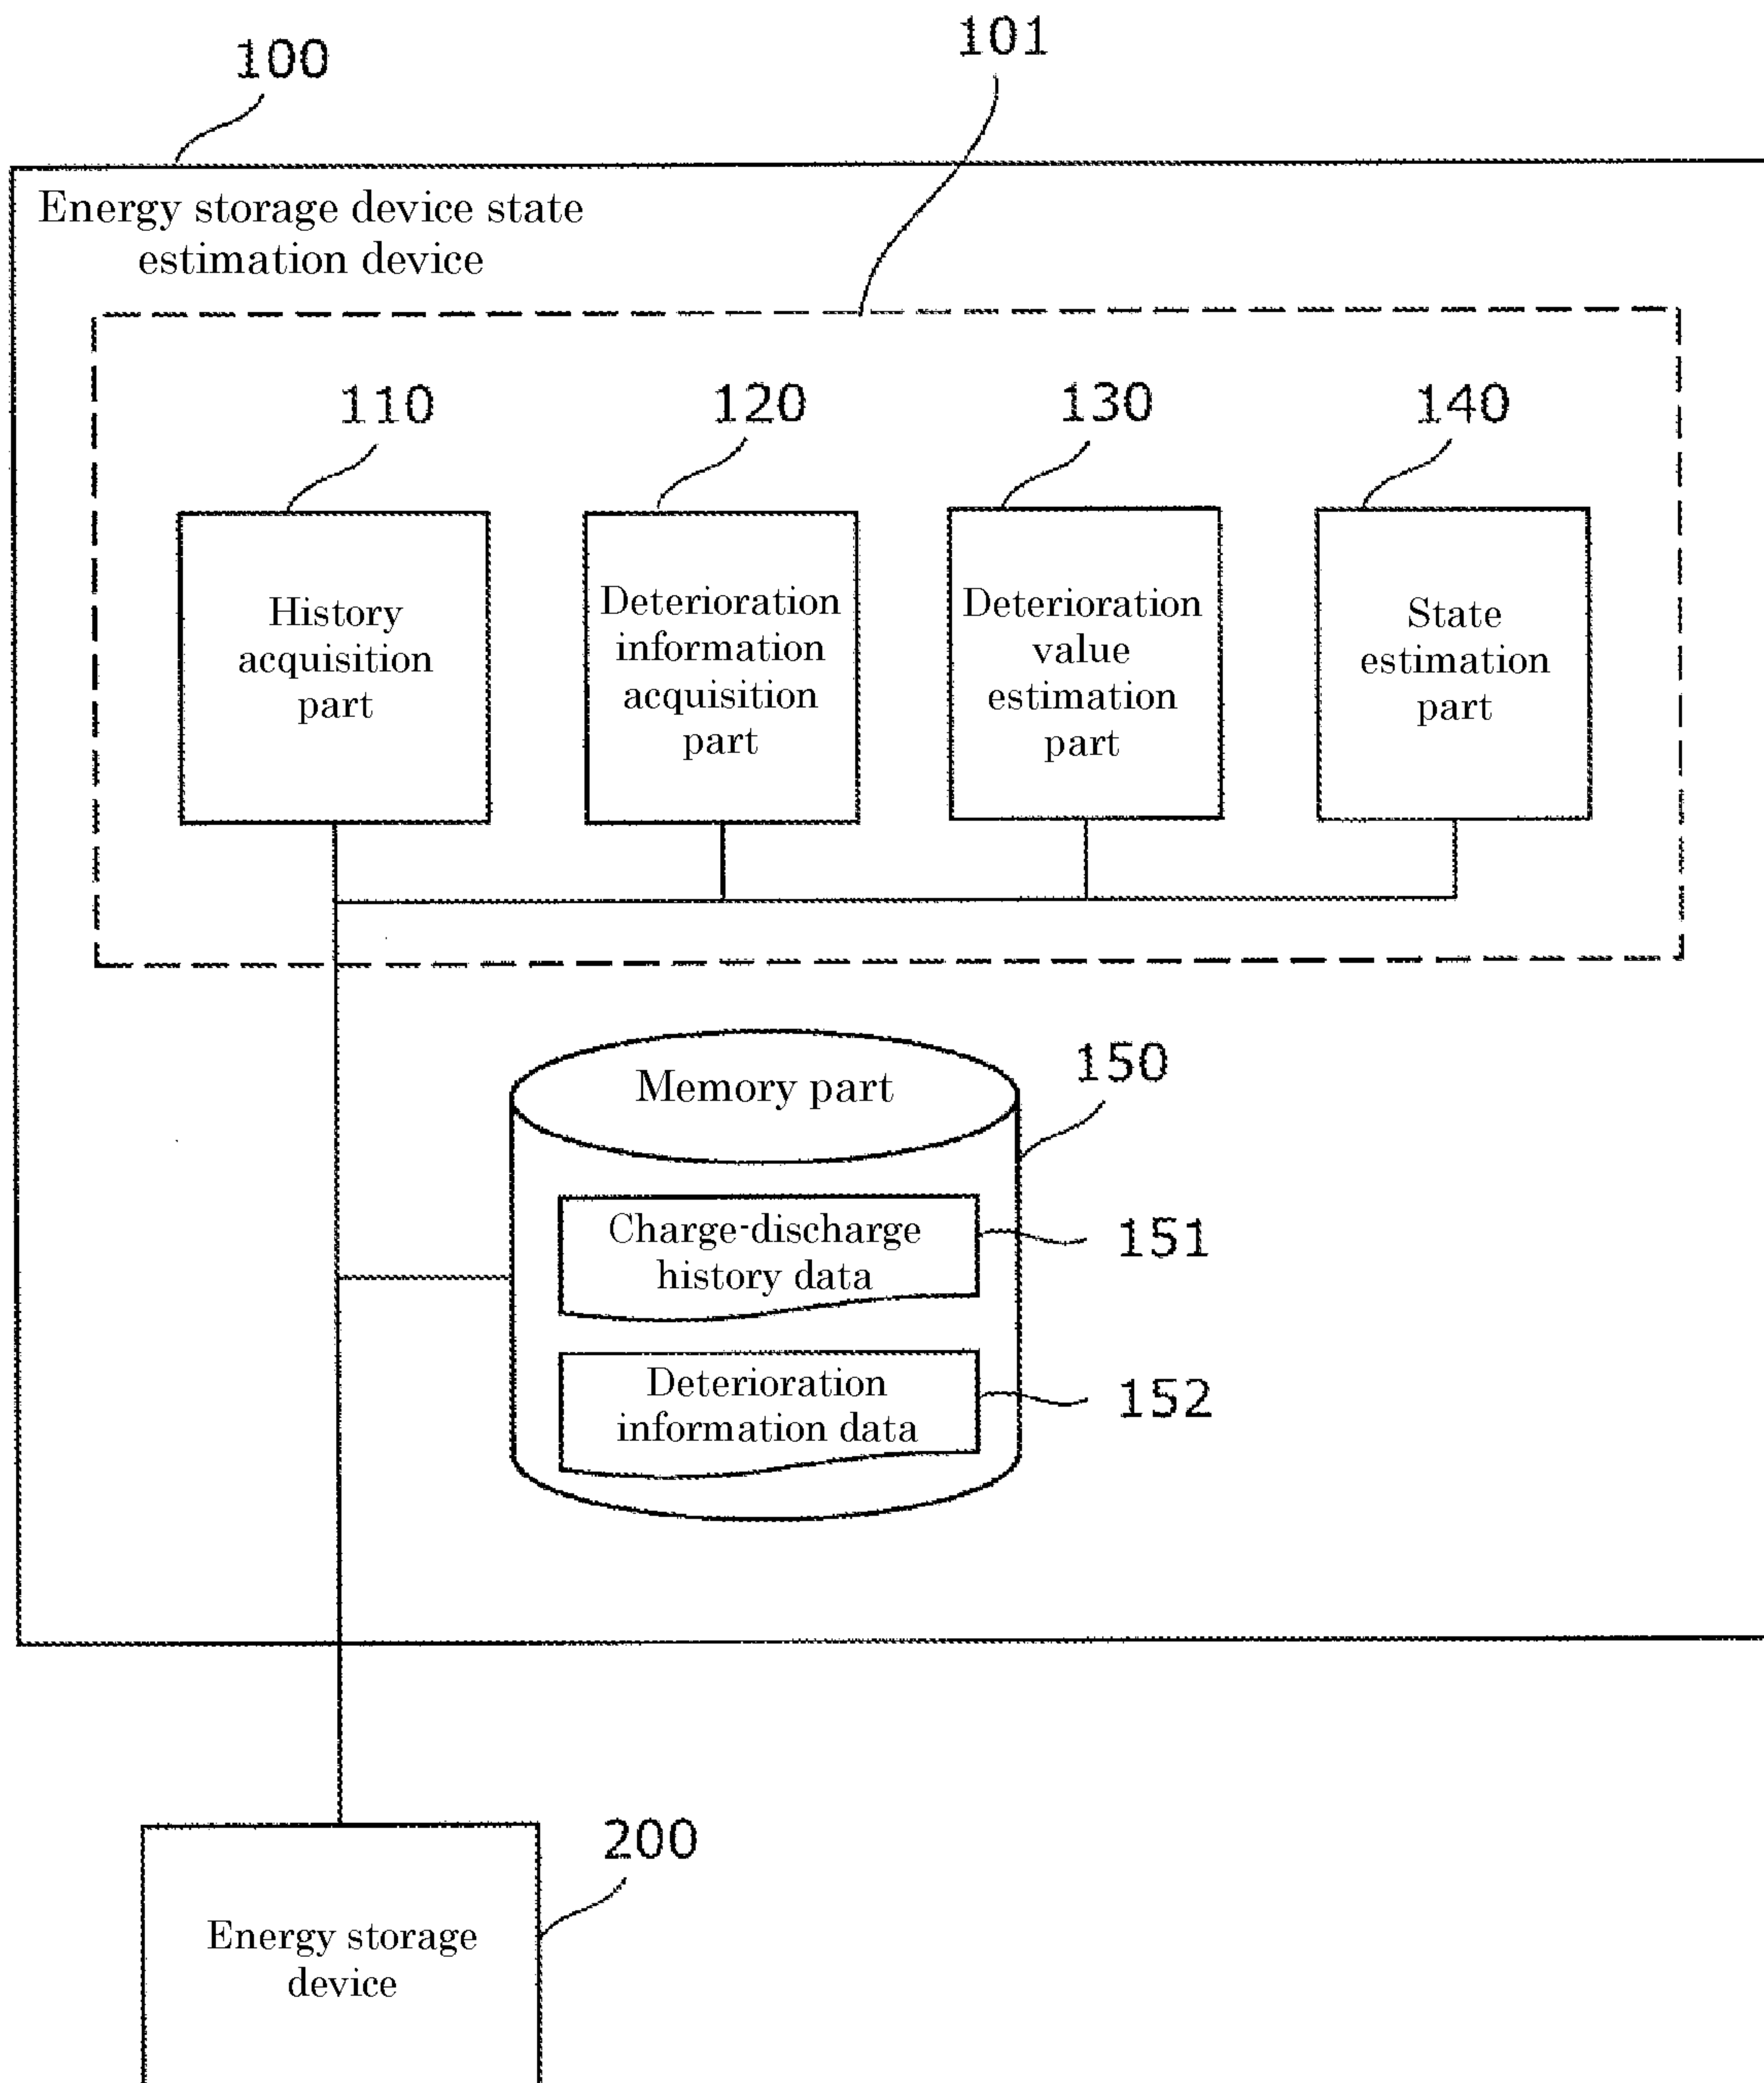 100
101
Energy storage device state
estimation device
110
120
130
140
History
acquisition
part
Deterioration
information
acquisition
part
Deterioration
value
estimation
part
State
estimation
part
Memory part
150
Charge-discharge
history data
151
Deterioration
information data
152
200
Energy storage
device